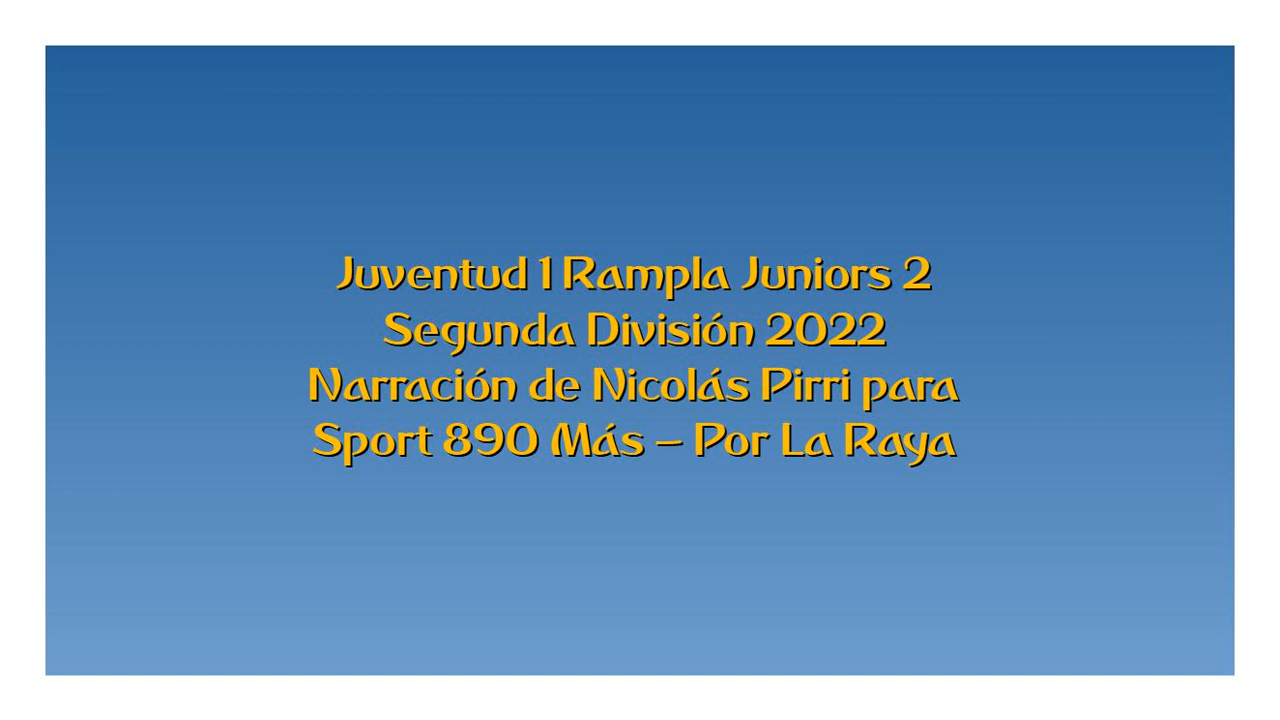 Juventud 1 Rampla Juniors 2
Segunda División 2022
Narración de Nicolás Pirri para
Sport 890 Más – Por La Raya